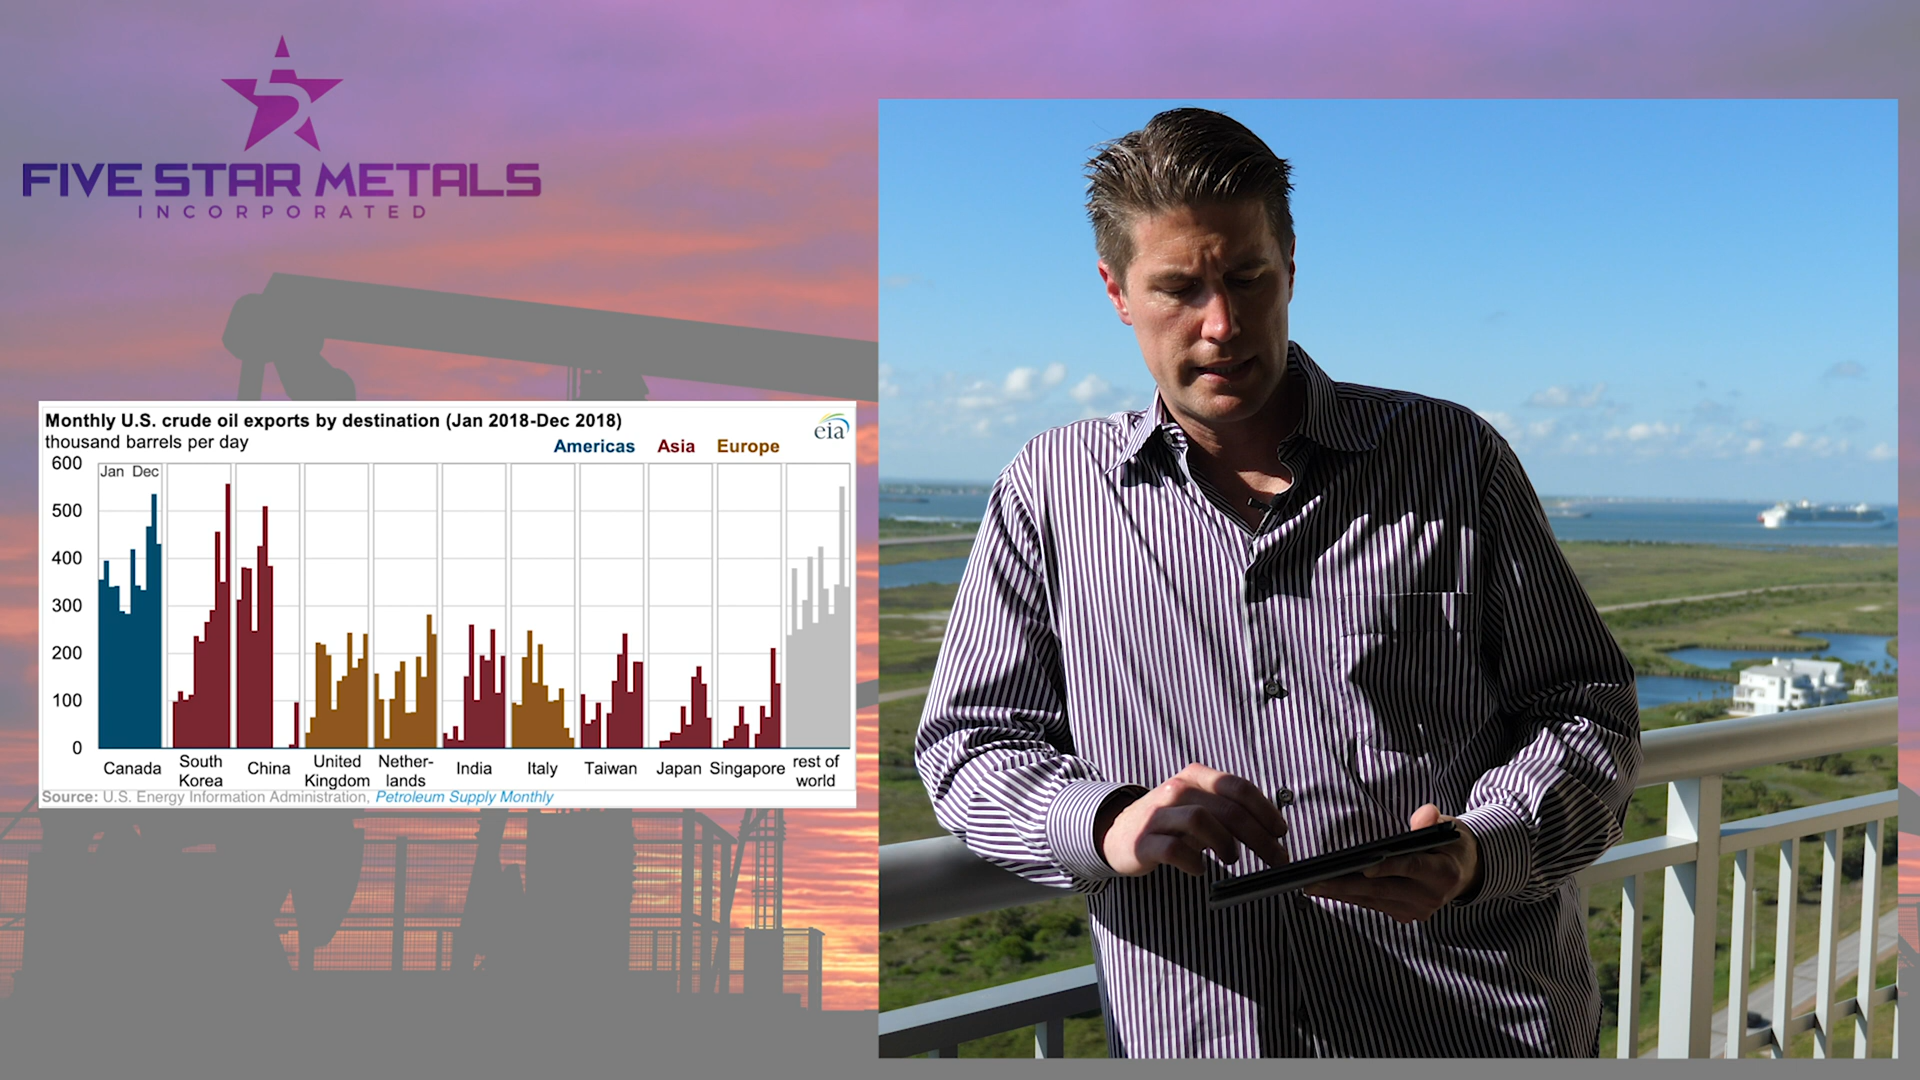 5
FIVE STAR METALS
INCORPORATED
Monthly U.S. crude oil exports by destination (Jan 2018-Dec 2018)
thousand barrels per day
eia
Americas Asia Europe
600
Jan Dec
500
400
300
200
100
0
Canada
South
Korea
China
United
Kingdom
Nether-
lands
India
Italy
Taiwan
Japan
Singapore
rest of
world
Source: U.S. Energy Information Administration, Petroleum Supply Monthly